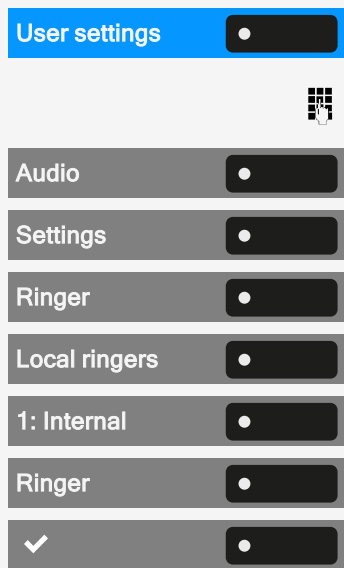 User settings
Audio
Settings
Ringer
Local ringers
1: Internal
Ringer